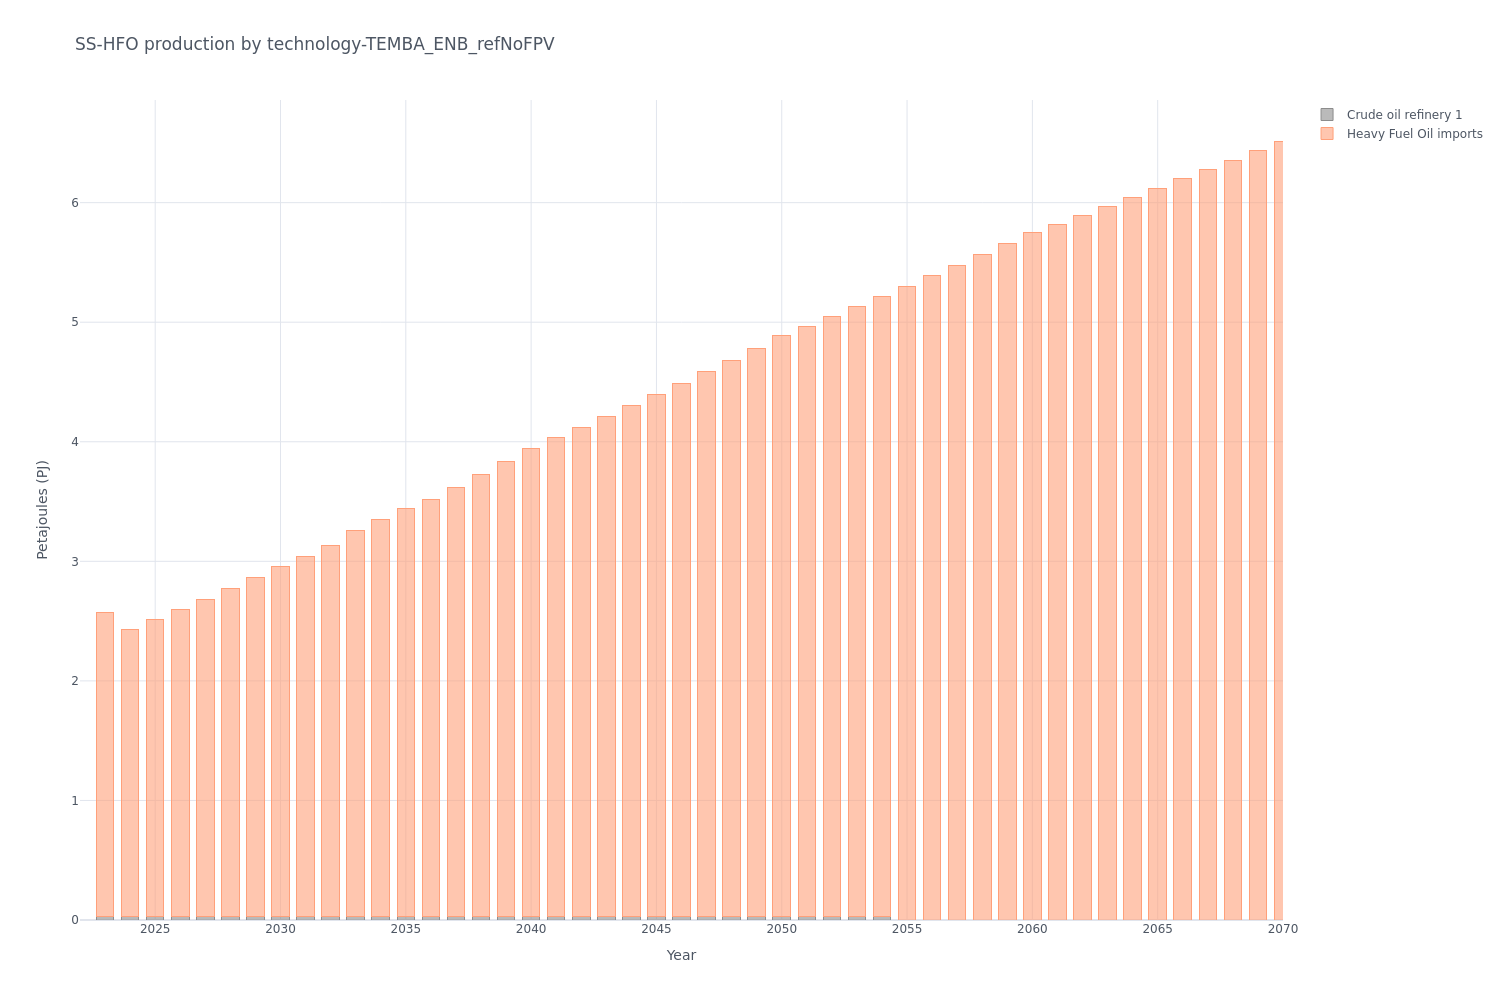 SS-HFO production by technology-TEMBA_ENB_refNoFPV
Crude oil refinery 1
Heavy Fuel Oil imports
Petajoules (PJ)
6
5
4
3
2
1
0
2025 2030 2035 2040 2045 2050 2055 2060 2065 2070
Year